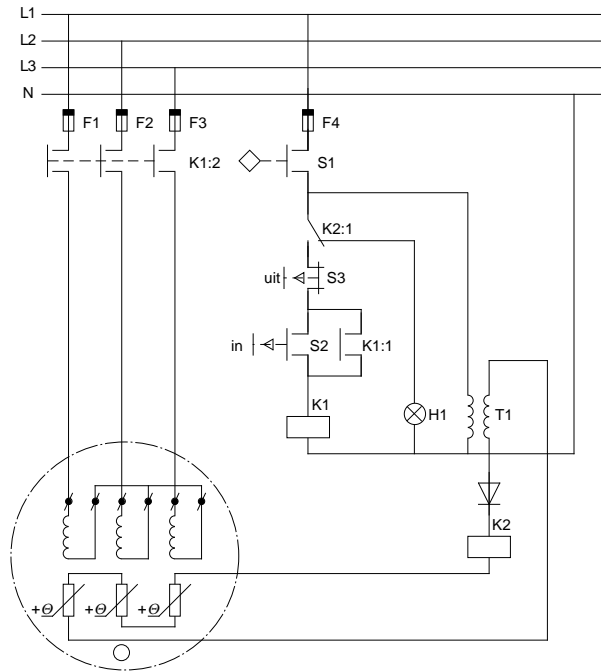 L1
L2
L3
N
F1 F2 F3 F4
K1:2 S1
K2:1
uit S3
in S2 K1:1
K1
H1 T1
K2
+Θ +Θ +Θ